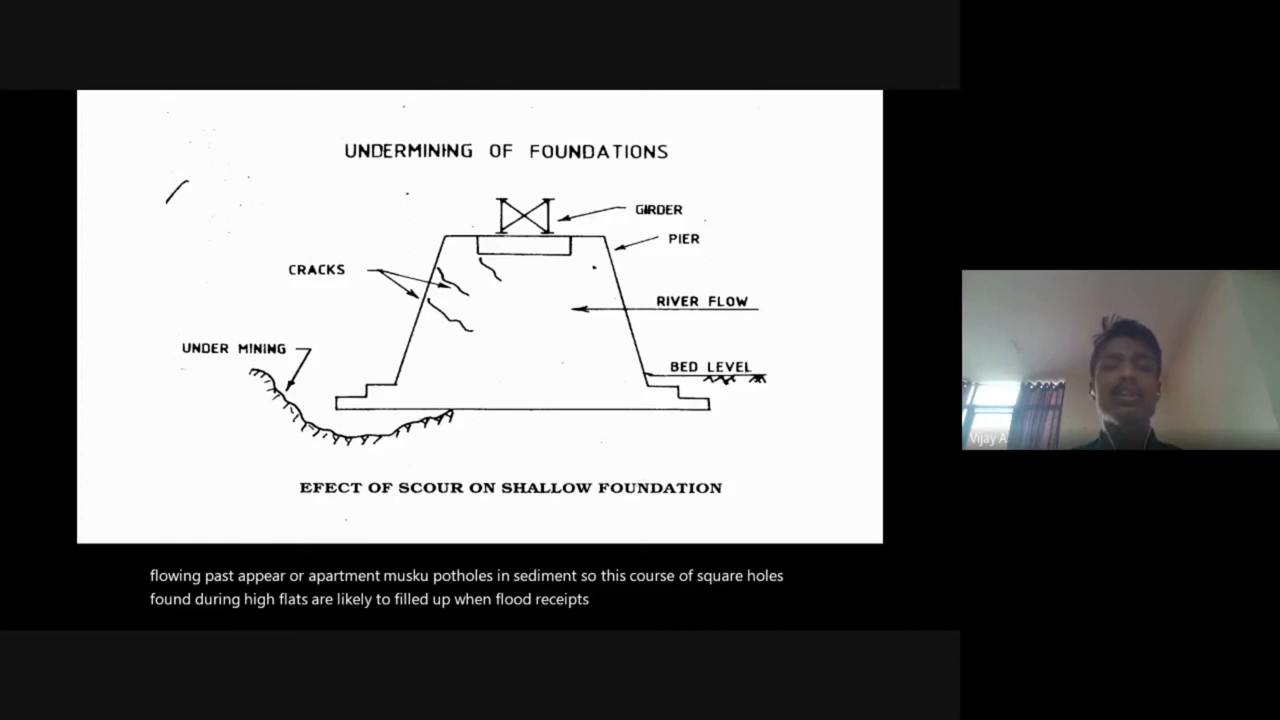 UNDERMINING OF FOUNDATIONS
GIRDER
PIER
CRACKS
RIVER FLOW
UNDER MINING
BED LEVEL
EFECT OF SCOUR ON SHALLOW FOUNDATION
Vijay A
flowing past appear or apartment musku potholes in sediment so this course of square holes
found during high flats are likely to filled up when flood receipts